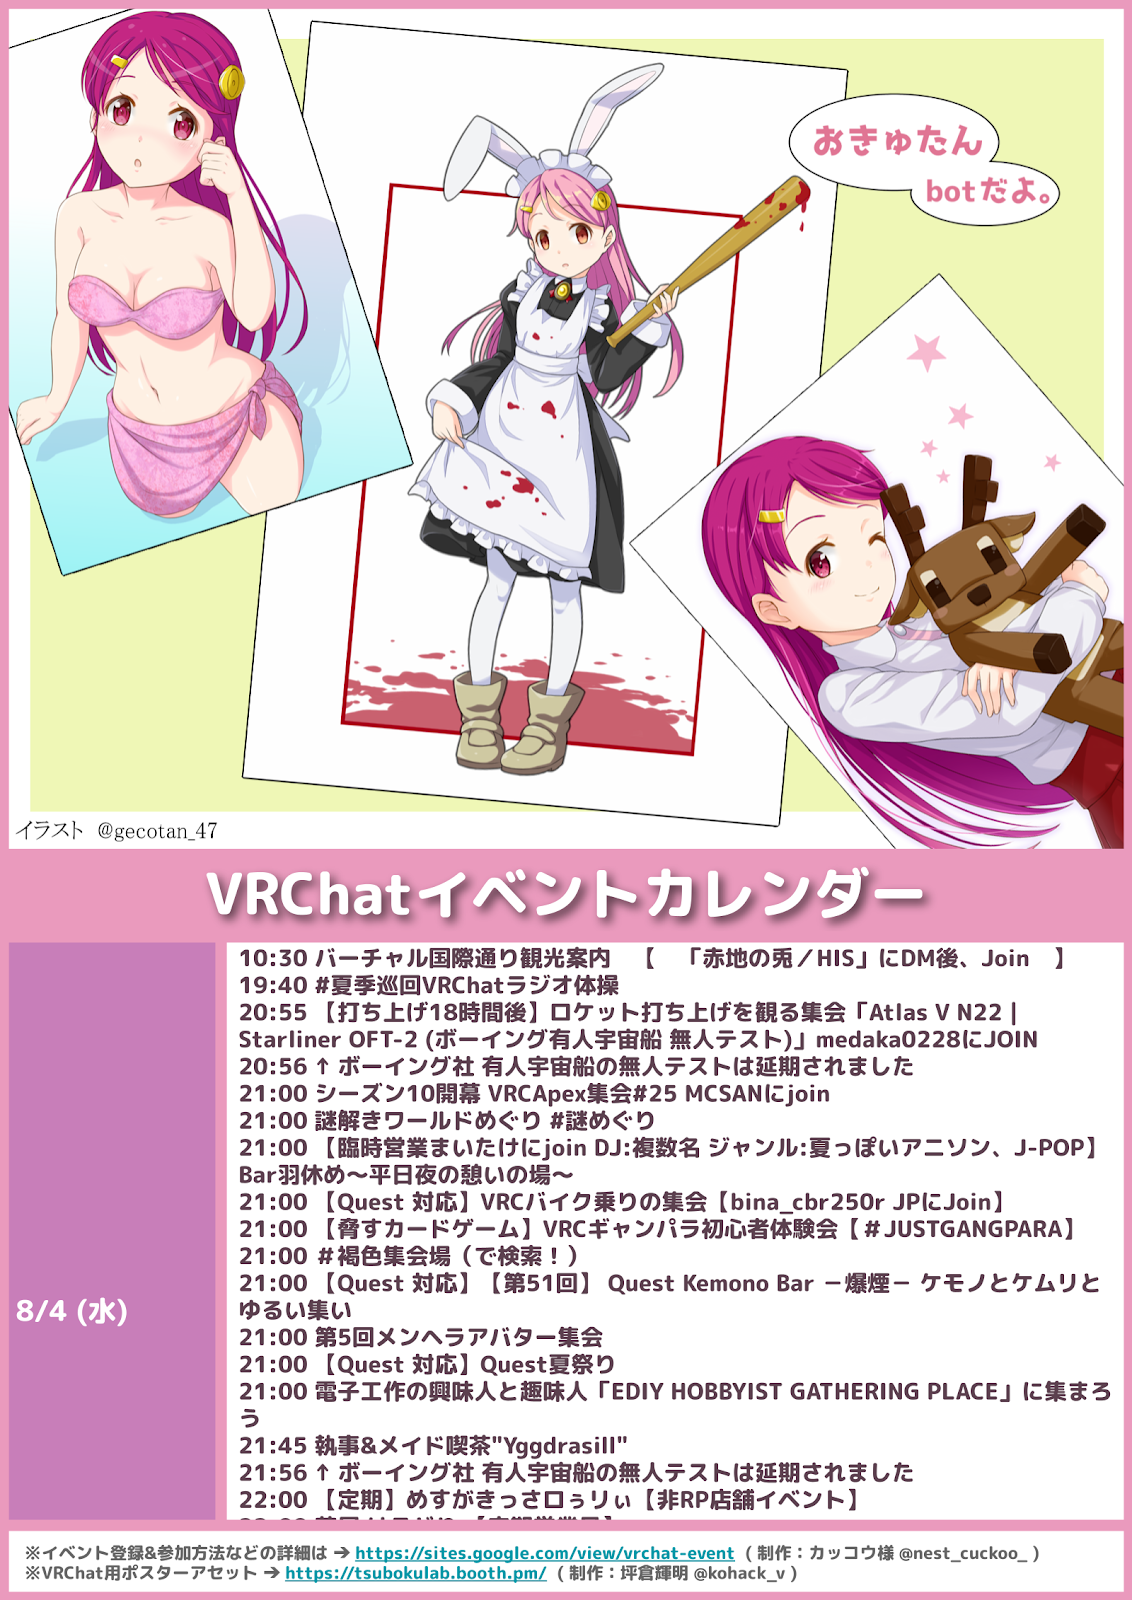 おきゅたん
botだよ。
イラスト @gecotan_47
VRChatイベントカレンダー
8/4 (水)
10:30 バーチャル国際通り観光案内 【 「赤地の兎／HIS」にDM後、Join 】
19:40 #夏季巡回VRChatラジオ体操
20:55 【打ち上げ18時間後】ロケット打ち上げを観る集会「Atlas V N22 |
Starliner OFT-2 (ボーイング有人宇宙船 無人テスト)」medaka0228にJOIN
20:56 ↑ ボーイング社 有人宇宙船の無人テストは延期されました
21:00 シーズン10開幕 VRCApex集会#25 MCSANにjoin
21:00 謎解きワールドめぐり #謎めぐり
21:00 【臨時営業まいたけにjoin DJ:複数名 ジャンル:夏っぽいアニソン、J-POP】
Bar羽休め～平日夜の憩いの場～
21:00 【Quest 対応】VRCバイク乗りの集会【bina_cbr250r JPにJoin】
21:00 【脅すカードゲーム】VRCギャンパラ初心者体験会【＃JUSTGANGPARA】
21:00 ＃褐色集会場（で検索！）
21:00 【Quest 対応】【第51回】 Quest Kemono Bar －爆煙－ ケモノとケムリと
ゆるい集い
21:00 第5回メンヘラアバター集会
21:00 【Quest 対応】Quest夏祭り
21:00 電子工作の興味人と趣味人「EDIY HOBBYIST GATHERING PLACE」に集まろ
う
21:45 執事&メイド喫茶"Yggdrasill"
21:56 ↑ ボーイング社 有人宇宙船の無人テストは延期されました
22:00 【定期】めすがきっさロぅリぃ【非RP店舗イベント】
※イベント登録&参加方法などの詳細は ➔ https://sites.google.com/view/vrchat-event （ 制作：カッコウ様 @nest_cuckoo_ ）
※VRChat用ポスターアセット ➔ https://tsubokulab.booth.pm/ （ 制作：坪倉輝明 @kohack_v ）